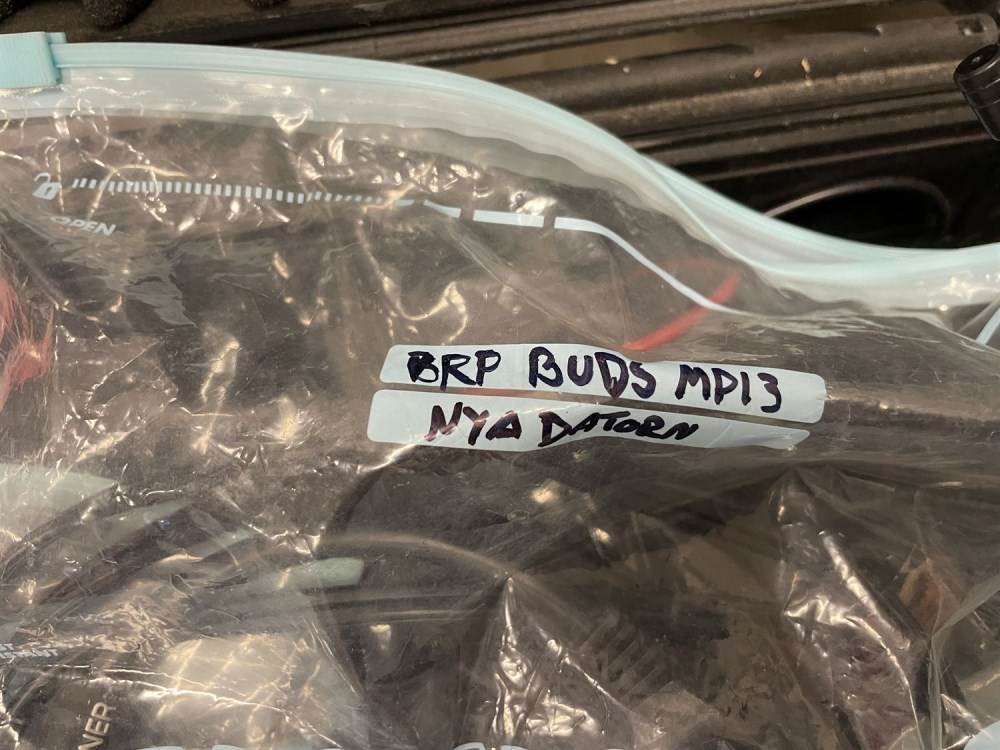 OPEN
BRP BUDS MPI3
NYA DATORN